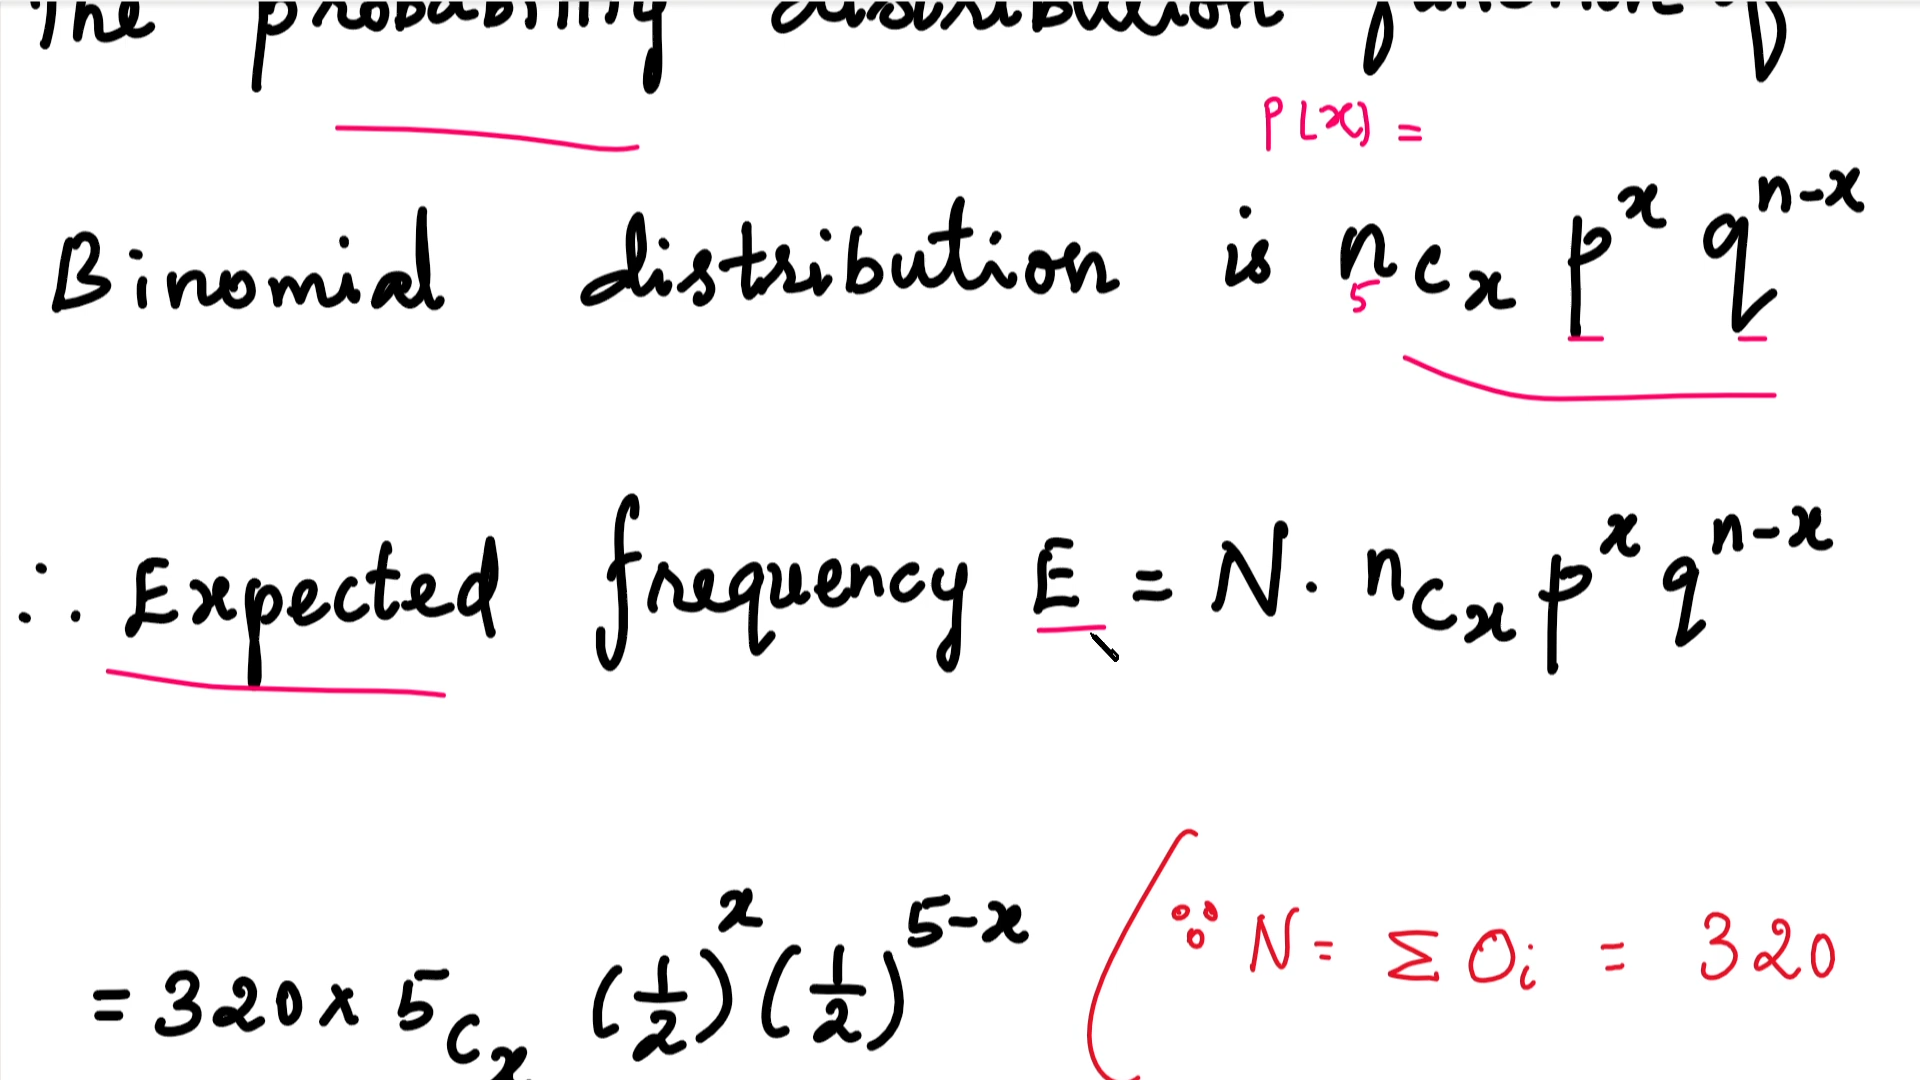 The probability distribution function of
P(x) =
Binomial distribution is nCx p^x q^n-x
5
∴ Expected frequency E = N. nCx p^x q^n-x
= 320 x 5Cx (1/2)^x (1/2)^5-x ( ∵ N = Σ Oi = 320